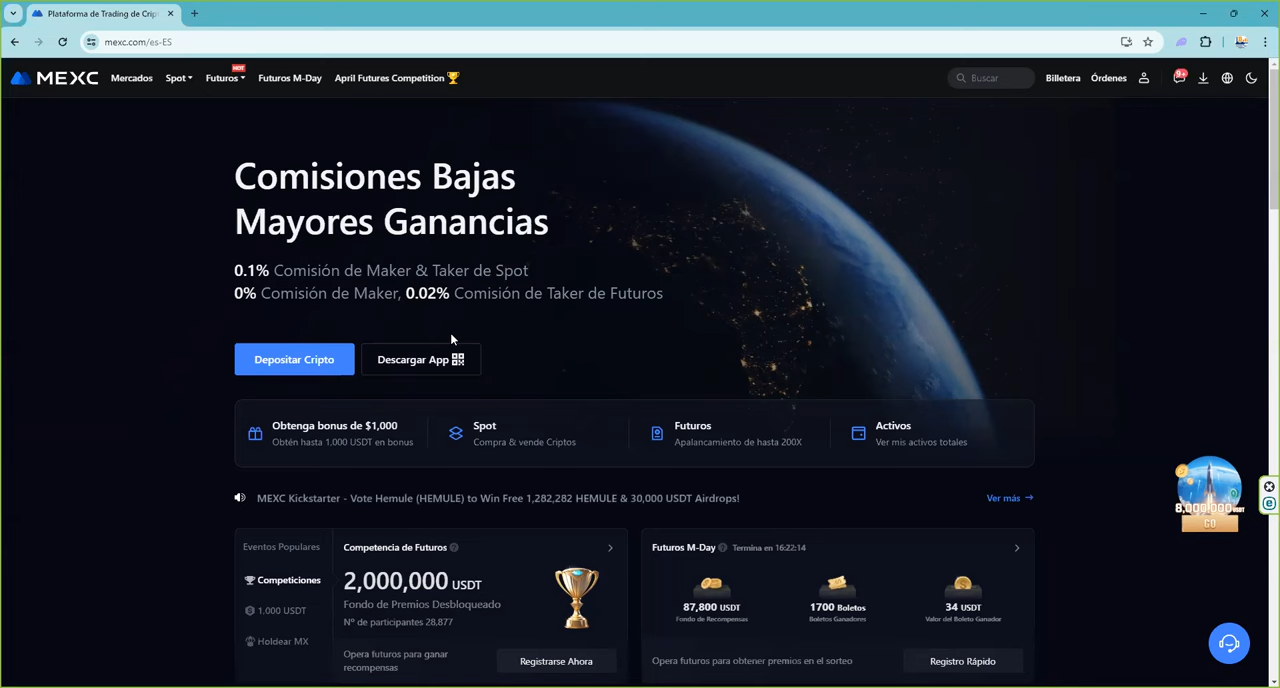 Plataforma de Trading de Crip
mexc.com/es-ES
MEXC Mercados Spot Futuros HOT Futuros M-Day April Futures Competition Buscar Billetera Órdenes 9+
Comisiones Bajas
Mayores Ganancias
0.1% Comisión de Maker & Taker de Spot
0% Comisión de Maker, 0.02% Comisión de Taker de Futuros
Depositar Cripto Descargar App
Obtenga bonus de $1,000
Obtén hasta 1,000 USDT en bonus
Spot
Compra & vende Criptos
Futuros
Apalancamiento de hasta 200X
Activos
Ver mis activos totales
MEXC Kickstarter - Vote Hemule (HEMULE) to Win Free 1,282,282 HEMULE & 30,000 USDT Airdrops! Ver más
8,000,000 USDT
GO
Eventos Populares
Competiciones
1,000 USDT
Holdear MX
Competencia de Futuros
2,000,000 USDT
Fondo de Premios Desbloqueado
Nº de participantes 28,877
Opera futuros para ganar
recompensas
Registrarse Ahora
Futuros M-Day Termina en 16:22:14
87,800 USDT
Fondo de Recompensas
1700 Boletos
Boletos Ganadores
34 USDT
Valor del Boleto Ganador
Opera futuros para obtener premios en el sorteo
Registro Rápido